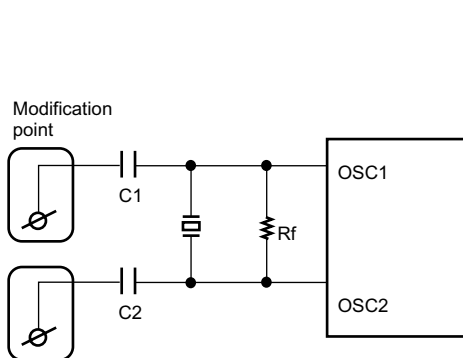 Modification
point
C1
OSC1
Rf
C2
OSC2